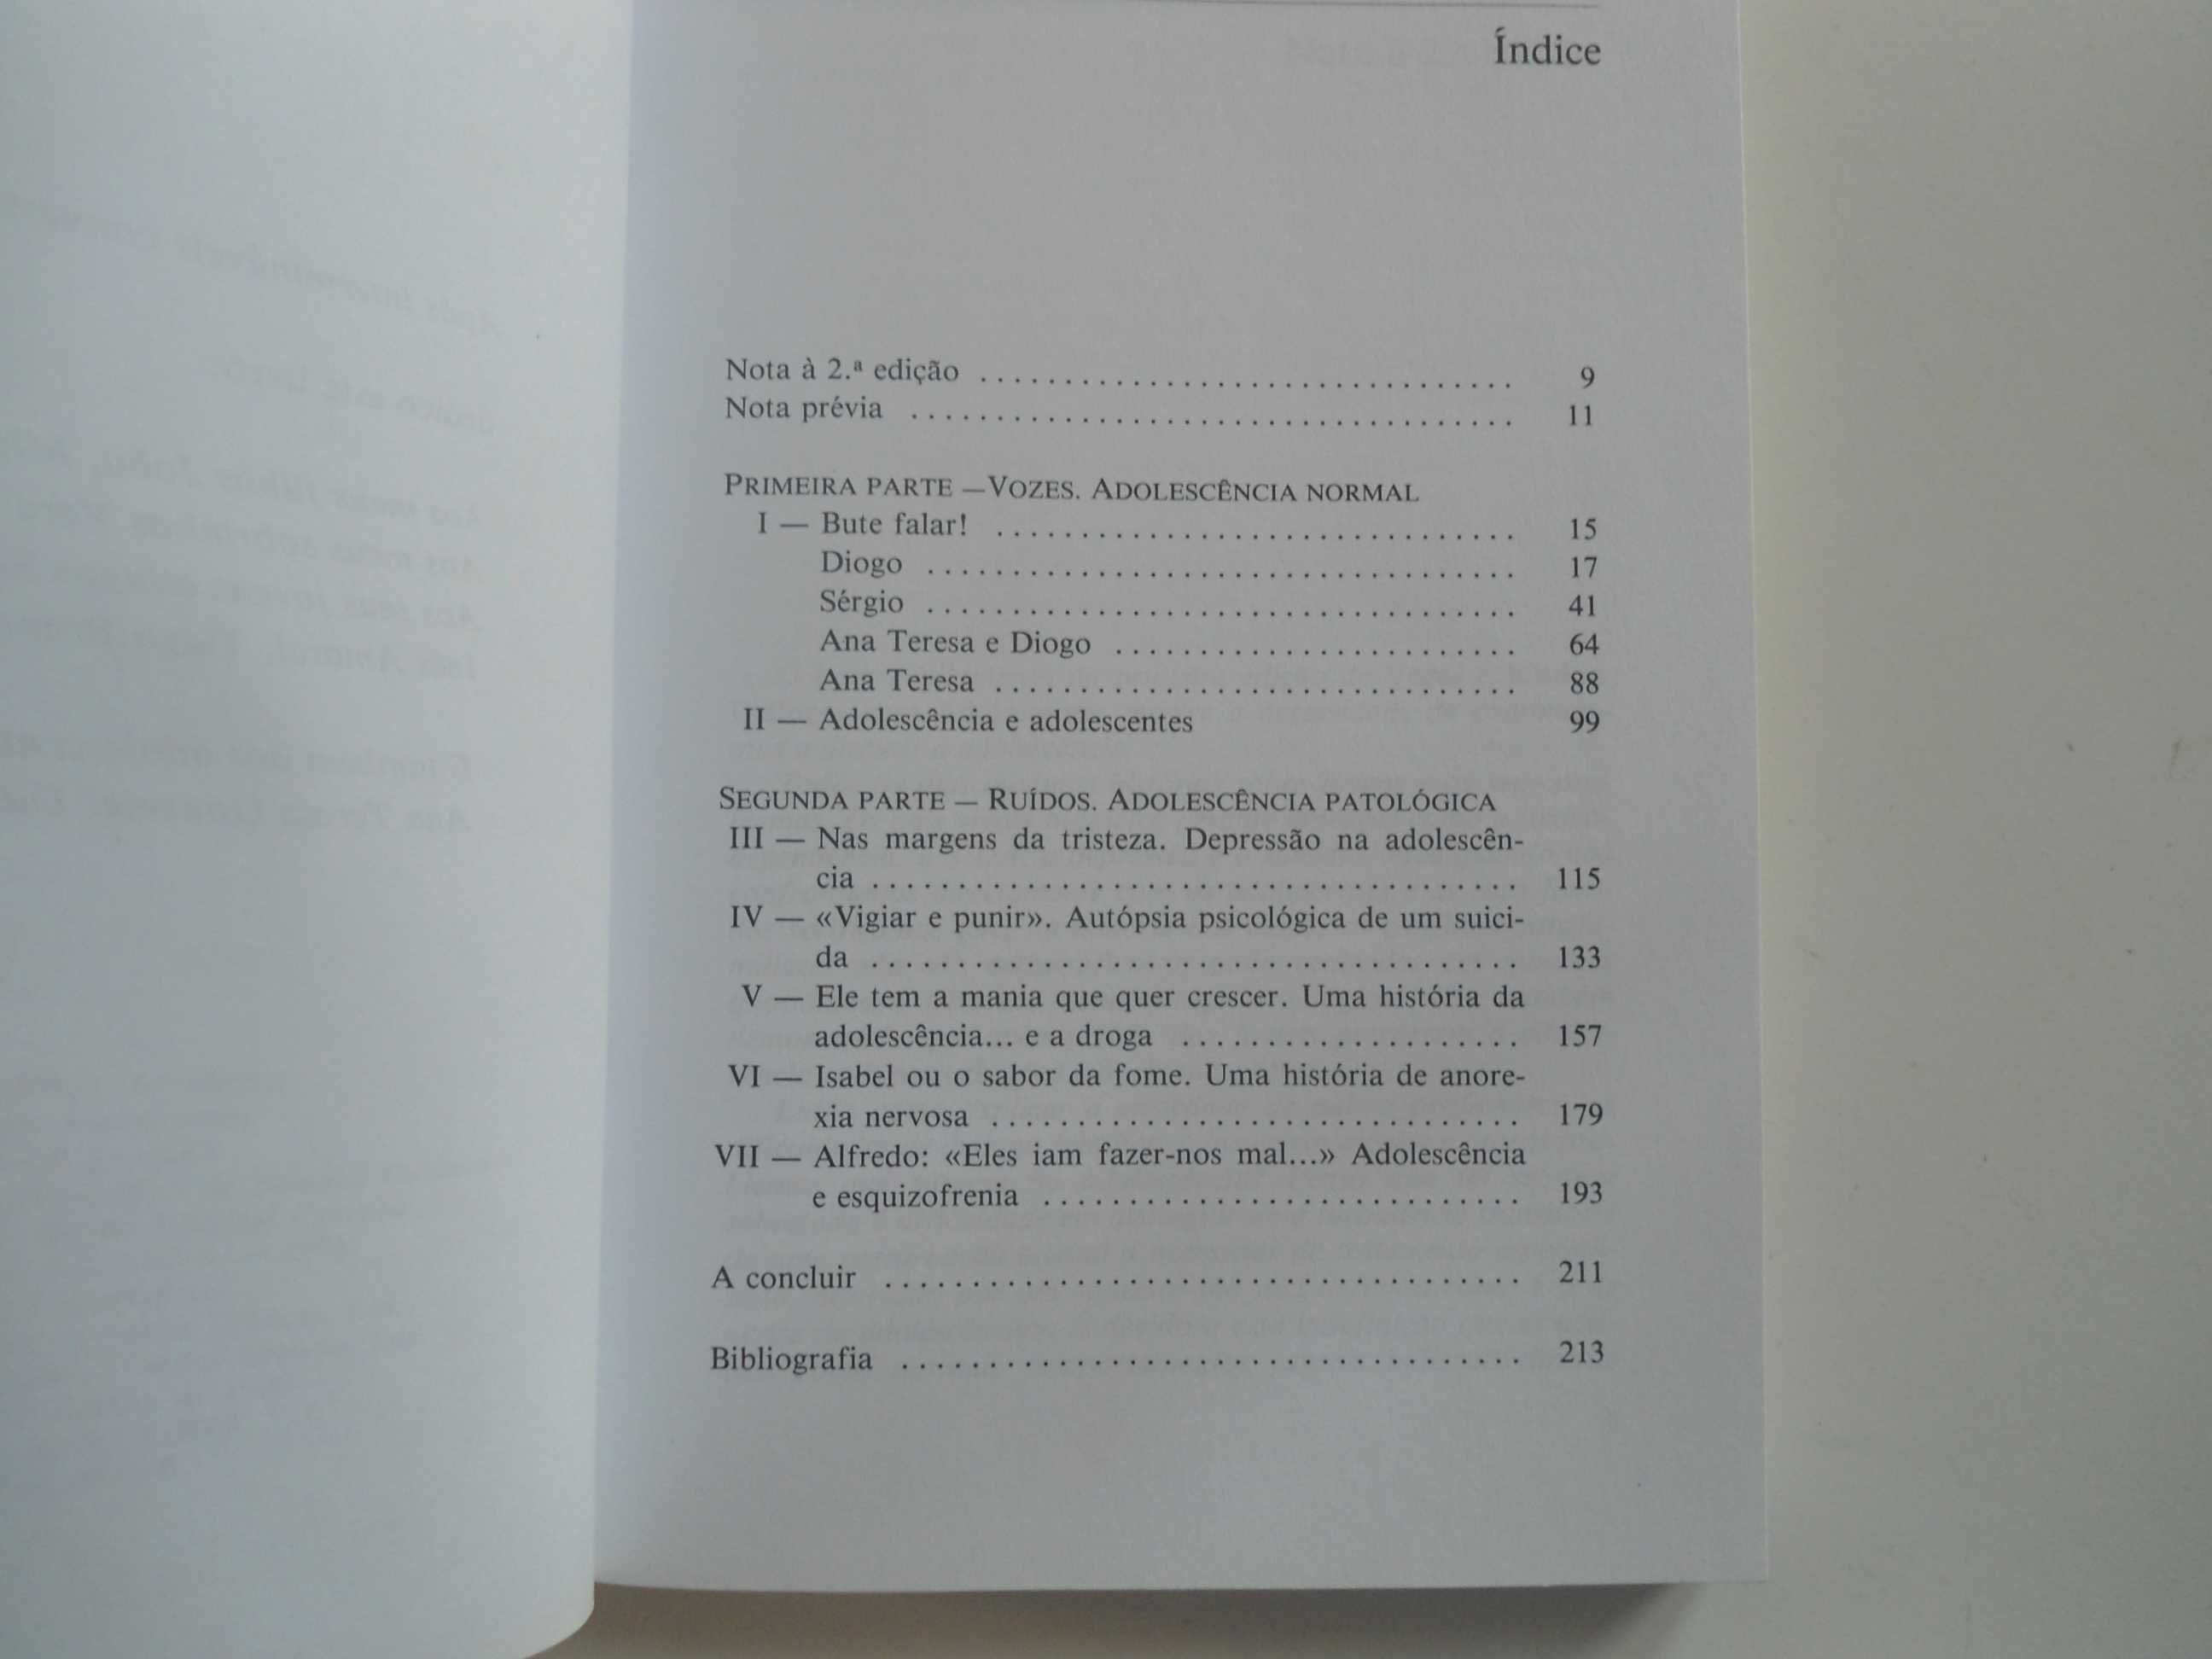 Índice
Nota à 2.ª edição ................................ 9
Nota prévia .................................... 11
PRIMEIRA PARTE —VOZES. ADOLESCÊNCIA NORMAL
I — Bute falar! ............................... 15
Diogo ................................... 17
Sérgio ................................... 41
Ana Teresa e Diogo ........................ 64
Ana Teresa ............................... 88
II — Adolescência e adolescentes 99
SEGUNDA PARTE — RUÍDOS. ADOLESCÊNCIA PATOLÓGICA
III — Nas margens da tristeza. Depressão na adolescên-
cia ...................................... 115
IV — «Vigiar e punir». Autópsia psicológica de um suici-
da ...................................... 133
V — Ele tem a mania que quer crescer. Uma história da
adolescência... e a droga .................... 157
VI — Isabel ou o sabor da fome. Uma história de anore-
xia nervosa ............................... 179
VII — Alfredo: «Eles iam fazer-nos mal...» Adolescência
e esquizofrenia ............................ 193
A concluir ...................................... 211
Bibliografia ..................................... 213